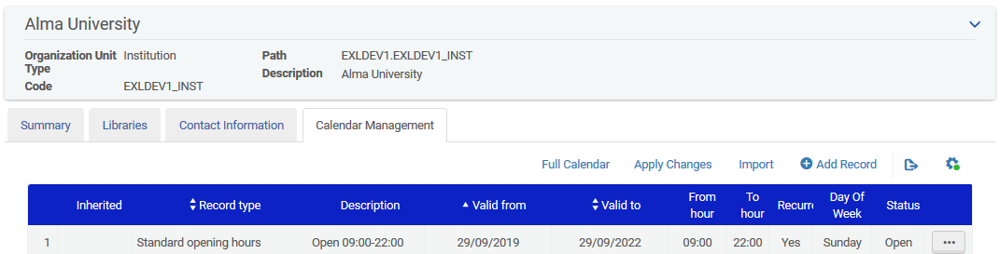 Alma University
Organization Unit Type Institution Path EXLDEV1.EXLDEV1_INST
Code EXLDEV1_INST Description Alma University
Summary Libraries Contact Information Calendar Management
Full Calendar Apply Changes Import Add Record
Inherited Record type Description Valid from Valid to From hour To hour Recurre Day Of Week Status
1 Standard opening hours Open 09:00-22:00 29/09/2019 29/09/2022 09:00 22:00 Yes Sunday Open